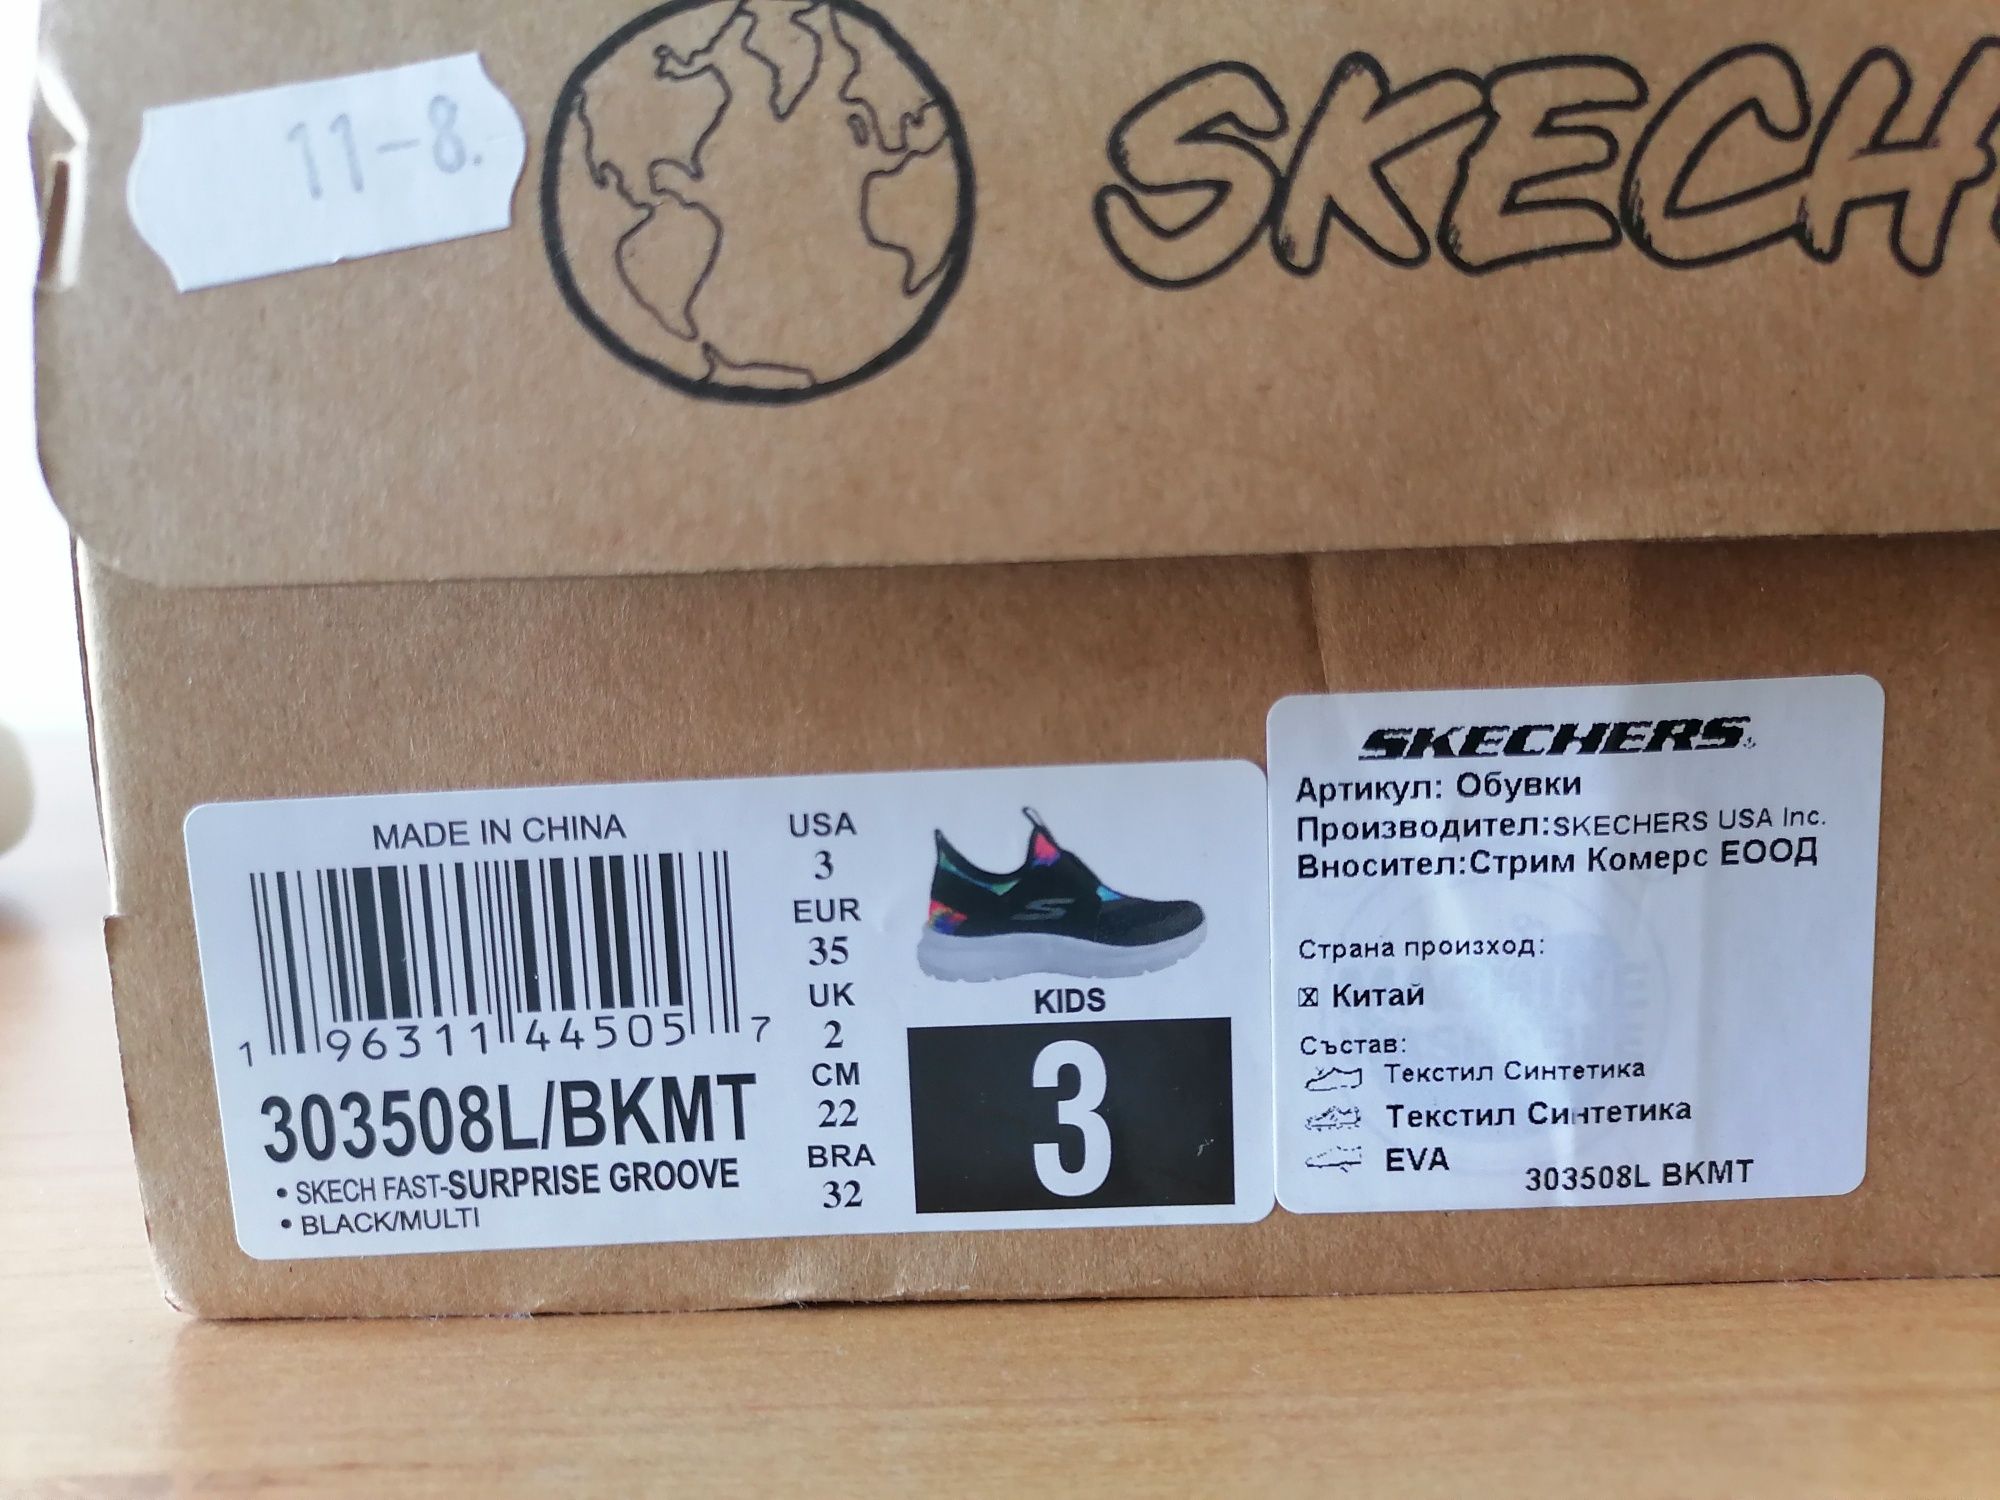 11-8.
SKECH
MADE IN CHINA
1 96311 44505 7
303508L/BKMT
• SKECH FAST-SURPRISE GROOVE
• BLACK/MULTI
USA
3
EUR
35
UK
2
CM
22
BRA
32
KIDS
3
SKECHERS
Артикул: Обувки
Производител:SKECHERS USA Inc.
Вносител:Стрим Комерс ЕООД
Страна произход:
☒ Китай
Състав:
Текстил Синтетика
Текстил Синтетика
EVA
303508L BKMT